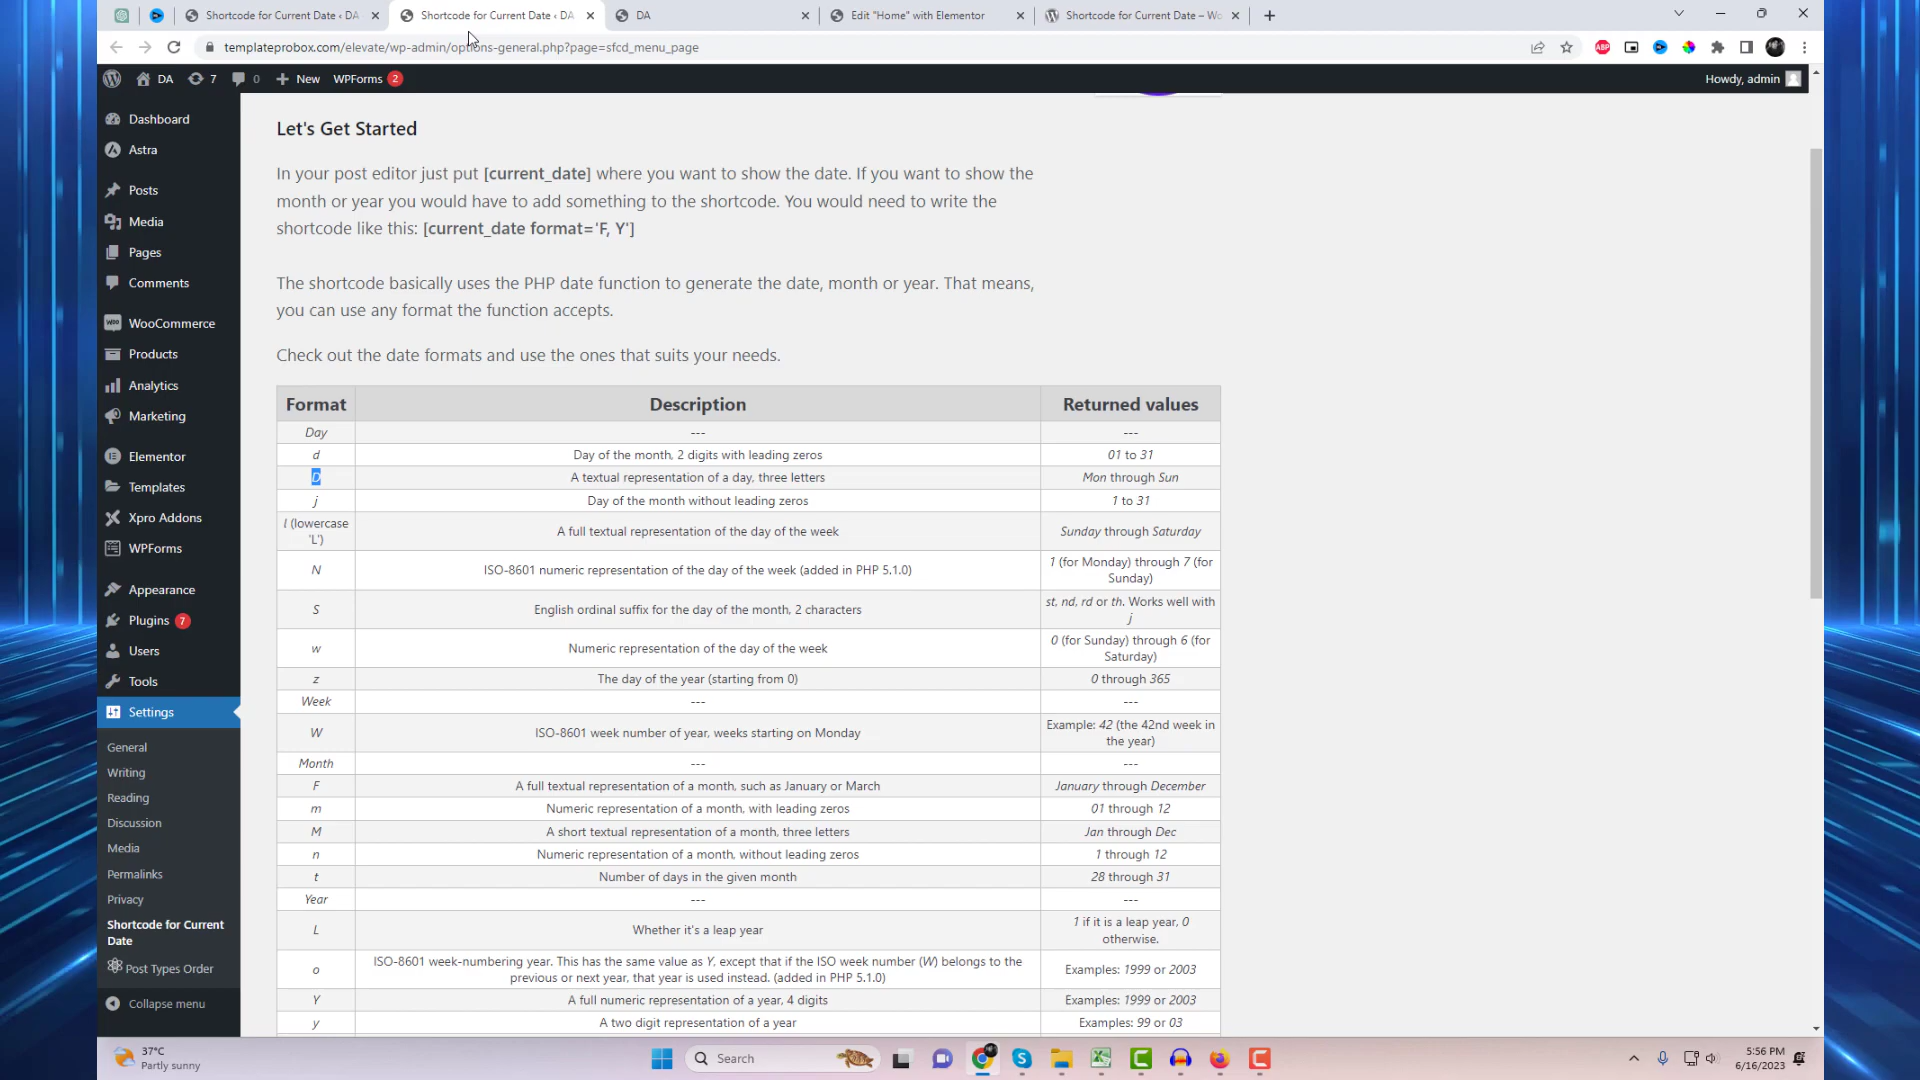 Shortcode for Current Date ‹ DA
Shortcode for Current Date ‹ DA
DA
Edit "Home" with Elementor
Shortcode for Current Date – Wo
templateprobox.com/elevate/wp-admin/options-general.php?page=sfcd_menu_page
ABP
DA
7
0
New
WPForms 2
Howdy, admin
Dashboard
Astra
Posts
Media
Pages
Comments
WooCommerce
Products
Analytics
Marketing
Elementor
Templates
Xpro Addons
WPForms
Appearance
Plugins 7
Users
Tools
Settings
General
Writing
Reading
Discussion
Media
Permalinks
Privacy
Shortcode for Current
Date
Post Types Order
Collapse menu
Let's Get Started
In your post editor just put [current_date] where you want to show the date. If you want to show the
month or year you would have to add something to the shortcode. You would need to write the
shortcode like this: [current_date format='F, Y']
The shortcode basically uses the PHP date function to generate the date, month or year. That means,
you can use any format the function accepts.
Check out the date formats and use the ones that suits your needs.
Format Description Returned values
Day --- ---
d Day of the month, 2 digits with leading zeros 01 to 31
D A textual representation of a day, three letters Mon through Sun
j Day of the month without leading zeros 1 to 31
l (lowercase
'L') A full textual representation of the day of the week Sunday through Saturday
N ISO-8601 numeric representation of the day of the week (added in PHP 5.1.0) 1 (for Monday) through 7 (for
Sunday)
S English ordinal suffix for the day of the month, 2 characters st, nd, rd or th. Works well with
j
w Numeric representation of the day of the week 0 (for Sunday) through 6 (for
Saturday)
z The day of the year (starting from 0) 0 through 365
Week --- ---
W ISO-8601 week number of year, weeks starting on Monday Example: 42 (the 42nd week in
the year)
Month --- ---
F A full textual representation of a month, such as January or March January through December
m Numeric representation of a month, with leading zeros 01 through 12
M A short textual representation of a month, three letters Jan through Dec
n Numeric representation of a month, without leading zeros 1 through 12
t Number of days in the given month 28 through 31
Year --- ---
L Whether it's a leap year 1 if it is a leap year, 0
otherwise.
o ISO-8601 week-numbering year. This has the same value as Y, except that if the ISO week number (W) belongs to the
previous or next year, that year is used instead. (added in PHP 5.1.0) Examples: 1999 or 2003
Y A full numeric representation of a year, 4 digits Examples: 1999 or 2003
y A two digit representation of a year Examples: 99 or 03
37°C
Partly sunny
Search
5:56 PM
6/16/2023